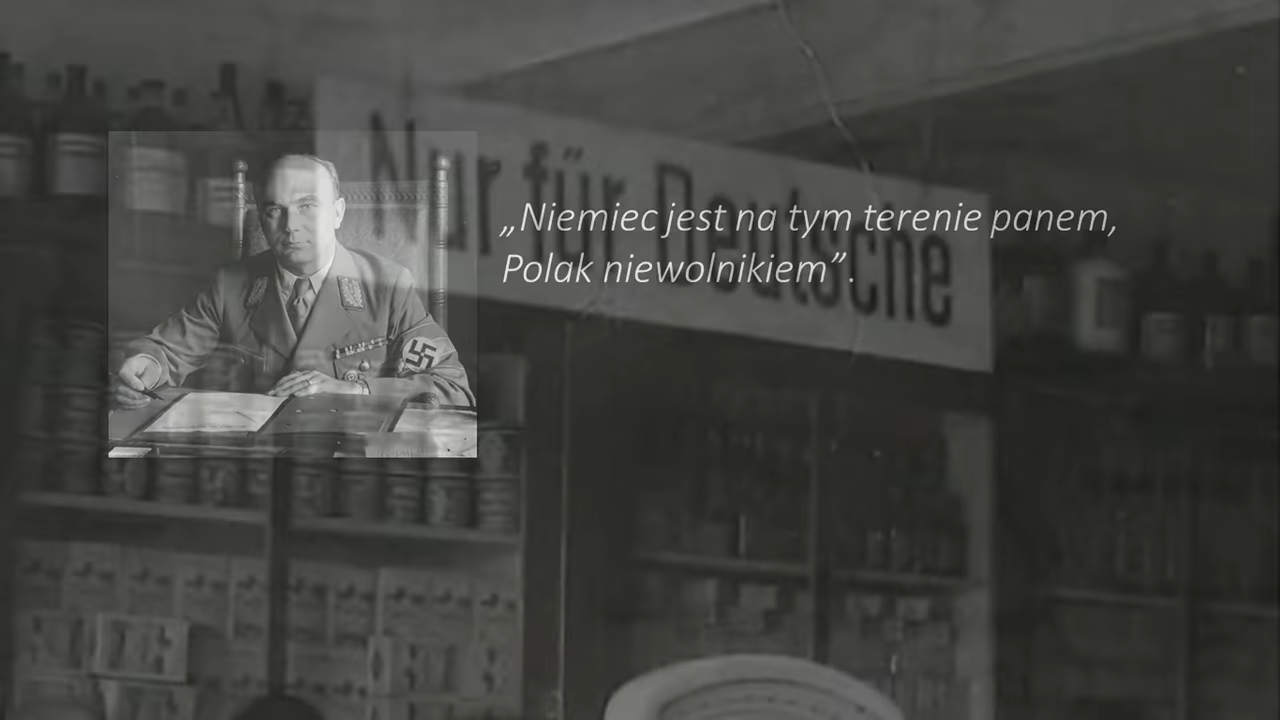 Nur für Deutsche
„Niemiec jest na tym terenie panem,
Polak niewolnikiem”.